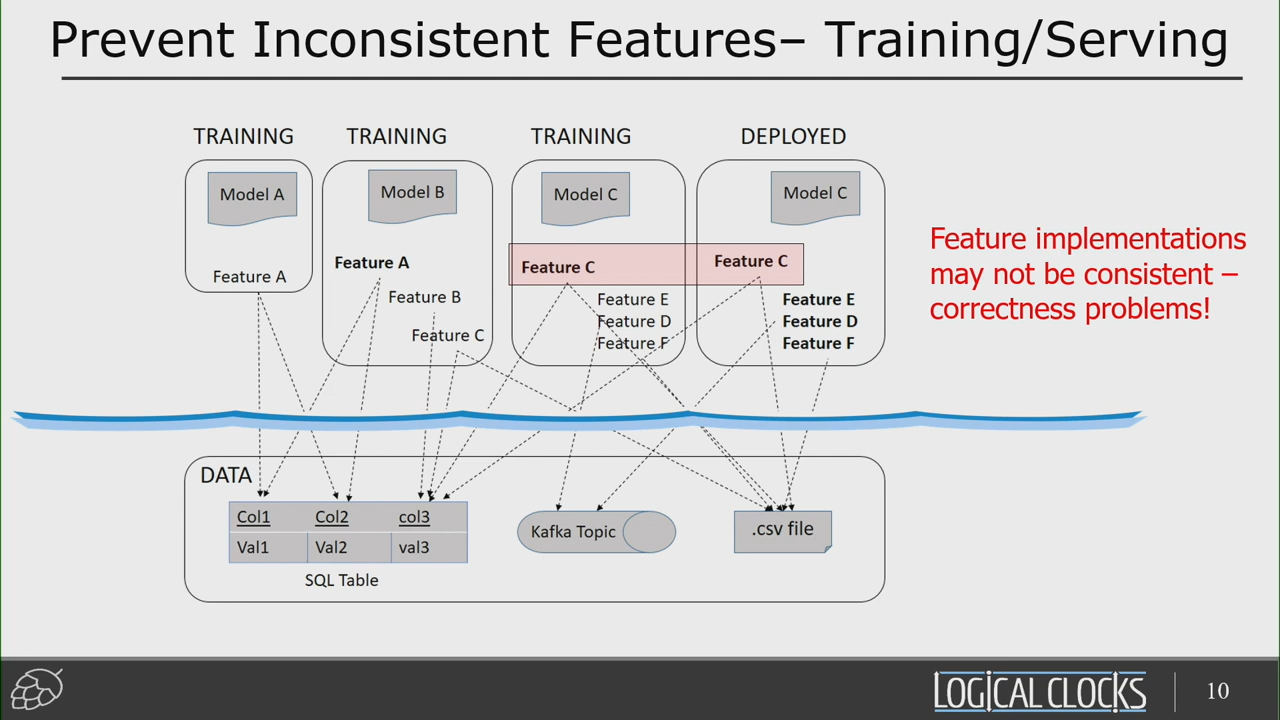 Prevent Inconsistent Features– Training/Serving
TRAINING
TRAINING
TRAINING
DEPLOYED
Model A
Model B
Model C
Model C
Feature A
Feature A
Feature B
Feature C
Feature C
Feature E
Feature D
Feature F
Feature C
Feature E
Feature D
Feature F
Feature implementations
may not be consistent –
correctness problems!
DATA
Col1 Col2 col3
Val1 Val2 val3
SQL Table
Kafka Topic
.csv file
LOGICAL CLOCKS
10